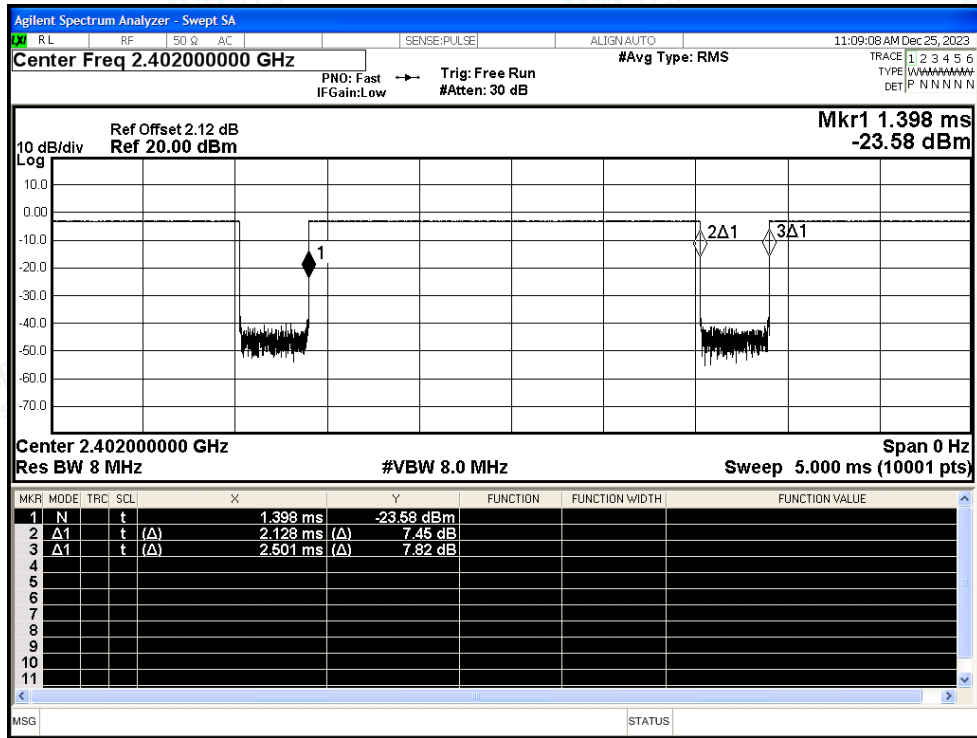 Agilent Spectrum Analyzer - Swept SA
LXI RL RF 50 Ω AC SENSE:PULSE ALIGN AUTO 11:09:08 AM Dec 25, 2023
Center Freq 2.402000000 GHz #Avg Type: RMS TRACE 1 2 3 4 5 6
PNO: Fast Trig: Free Run TYPE WWWWWW
IFGain:Low #Atten: 30 dB DET P N N N N N
Mkr1 1.398 ms
Ref Offset 2.12 dB
10 dB/div Ref 20.00 dBm -23.58 dBm
Log
10.0
0.00
-10.0 2Δ1 3Δ1
1
-20.0
-30.0
-40.0
-50.0
-60.0
-70.0
Center 2.402000000 GHz Span 0 Hz
Res BW 8 MHz #VBW 8.0 MHz Sweep 5.000 ms (10001 pts)
MKR MODE TRC SCL X Y FUNCTION FUNCTION WIDTH FUNCTION VALUE
1 N t 1.398 ms -23.58 dBm
2 Δ1 t (Δ) 2.128 ms (Δ) 7.45 dB
3 Δ1 t (Δ) 2.501 ms (Δ) 7.82 dB
4
5
6
7
8
9
10
11
MSG STATUS